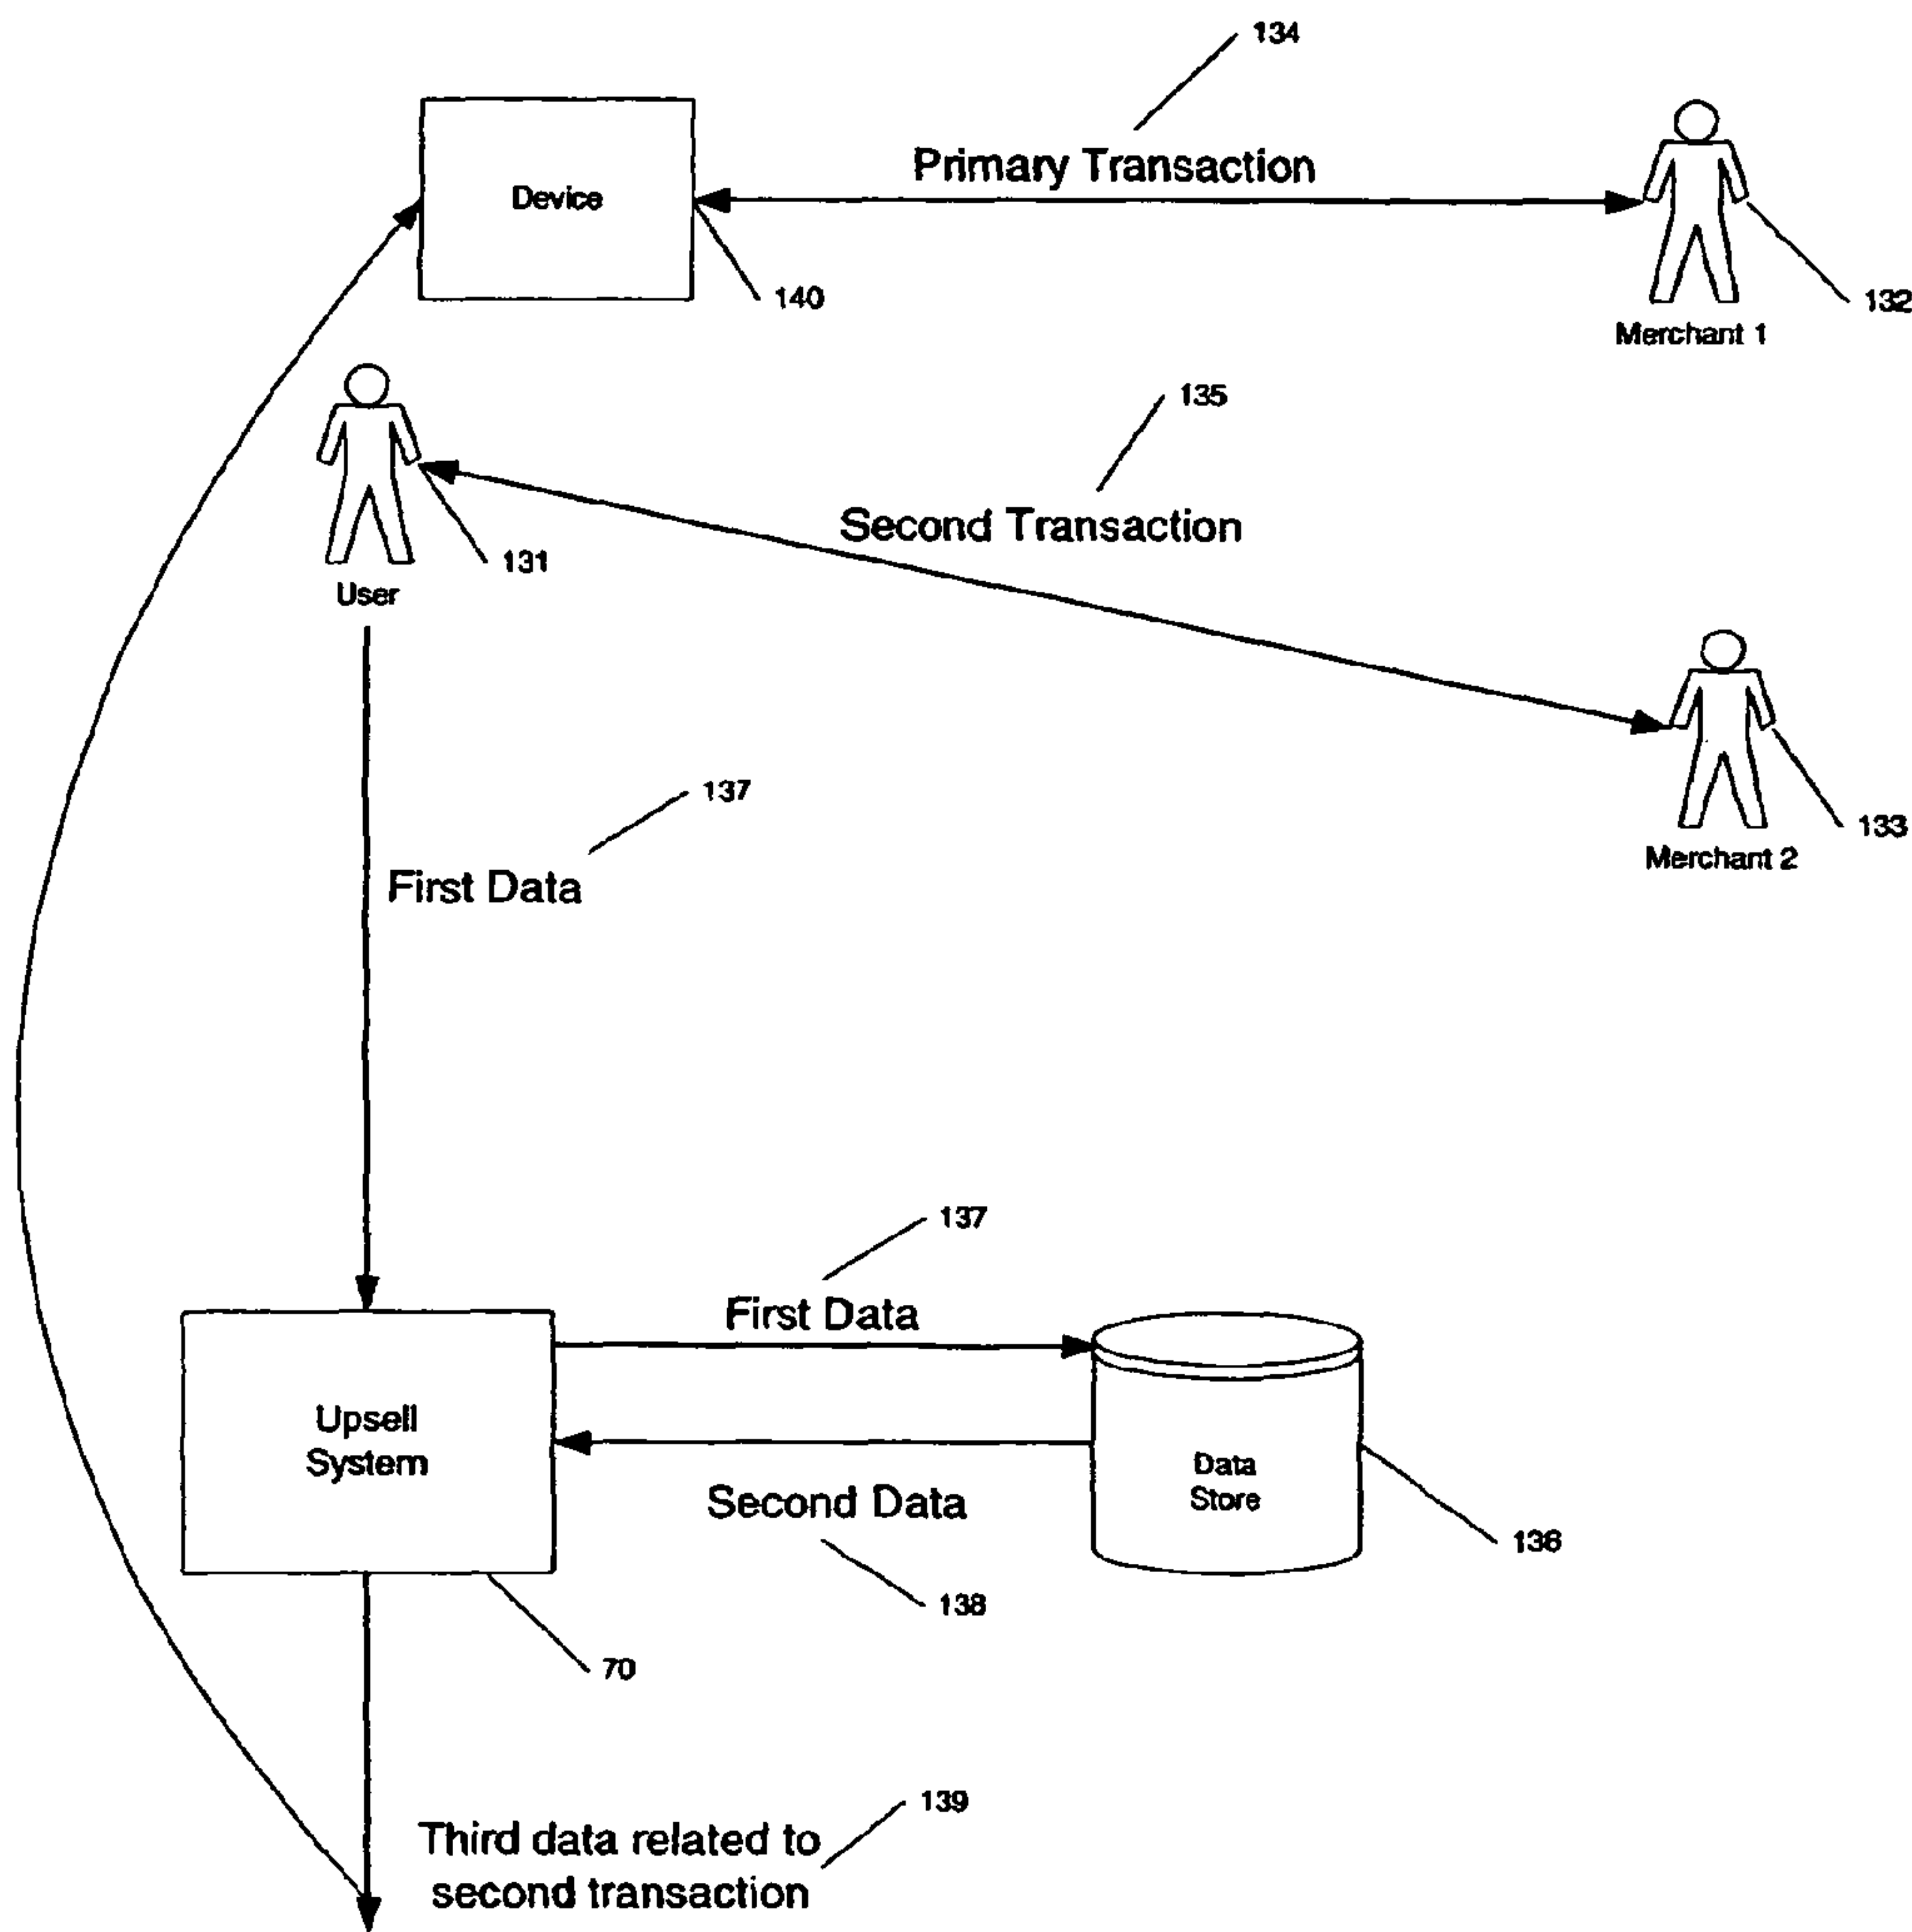 134
Primary Transaction
Device
140
132
Merchant 1
135
Second Transaction
131
User
137
133
Merchant 2
First Data
137
First Data
Upsell
System
Data
Store
Second Data
136
138
70
139
Third data related to
second transaction